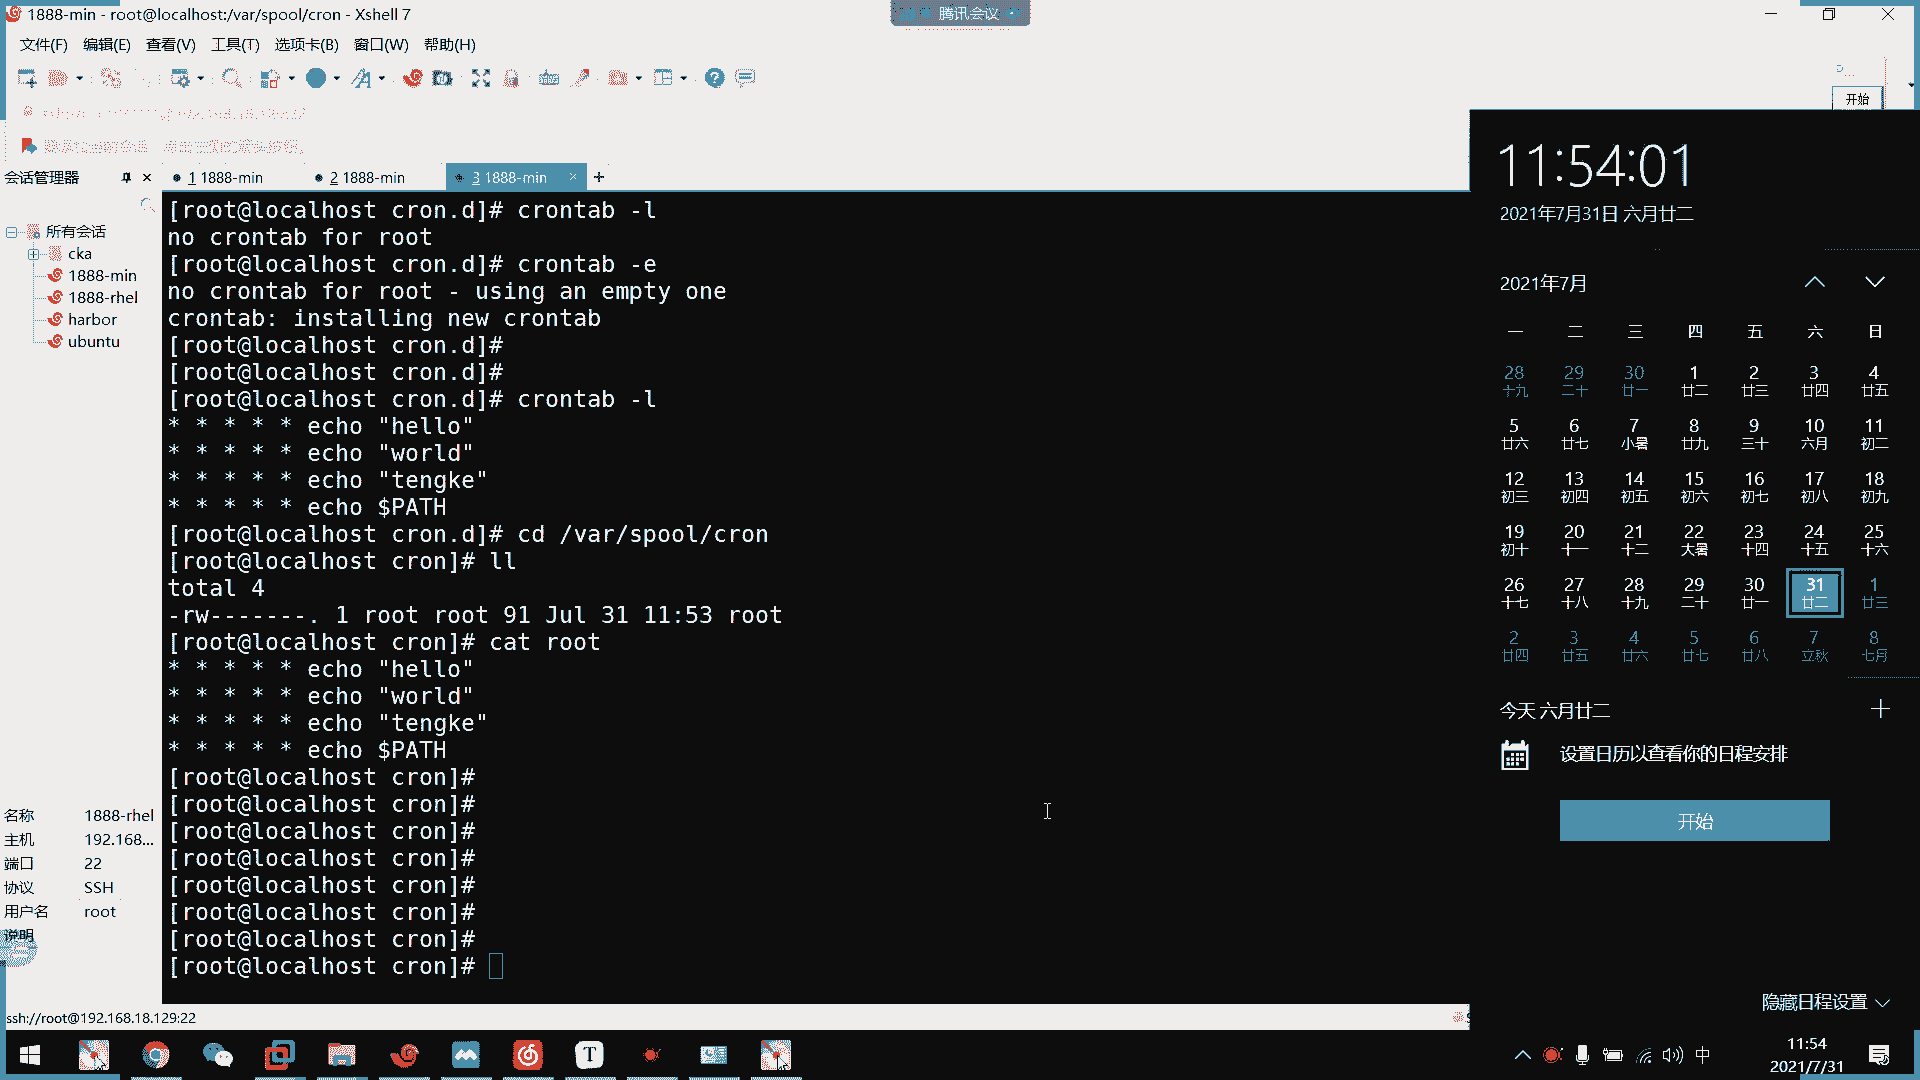 1888-min - root@localhost:/var/spool/cron - Xshell 7
腾讯会议
文件(F) 编辑(E) 查看(V) 工具(T) 选项卡(B) 窗口(W) 帮助(H)
开始
会话管理器
1 1888-min
2 1888-min
3 1888-min
所有会话
cka
1888-min
1888-rhel
harbor
ubuntu
名称 1888-rhel
主机 192.168...
端口 22
协议 SSH
用户名 root
说明
[root@localhost cron.d]# crontab -l
no crontab for root
[root@localhost cron.d]# crontab -e
no crontab for root - using an empty one
crontab: installing new crontab
[root@localhost cron.d]#
[root@localhost cron.d]#
[root@localhost cron.d]# crontab -l
* * * * * echo "hello"
* * * * * echo "world"
* * * * * echo "tengke"
* * * * * echo $PATH
[root@localhost cron.d]# cd /var/spool/cron
[root@localhost cron]# ll
total 4
-rw-------. 1 root root 91 Jul 31 11:53 root
[root@localhost cron]# cat root
* * * * * echo "hello"
* * * * * echo "world"
* * * * * echo "tengke"
* * * * * echo $PATH
[root@localhost cron]#
[root@localhost cron]#
[root@localhost cron]#
[root@localhost cron]#
[root@localhost cron]#
[root@localhost cron]#
[root@localhost cron]#
[root@localhost cron]#
ssh://root@192.168.18.129:22
11:54:01
2021年7月31日 六月廿二
2021年7月
一 二 三 四 五 六 日
28 29 30 1 2 3 4
十九 二十 廿一 廿二 廿三 廿四 廿五
5 6 7 8 9 10 11
廿六 廿七 小暑 廿九 三十 六月 初二
12 13 14 15 16 17 18
初三 初四 初五 初六 初七 初八 初九
19 20 21 22 23 24 25
初十 十一 十二 大暑 十四 十五 十六
26 27 28 29 30 31 1
十七 十八 十九 二十 廿一 廿二 廿三
2 3 4 5 6 7 8
廿四 廿五 廿六 廿七 廿八 立秋 七月
今天 六月廿二
设置日历以查看你的日程安排
开始
隐藏日程设置
中
11:54
2021/7/31